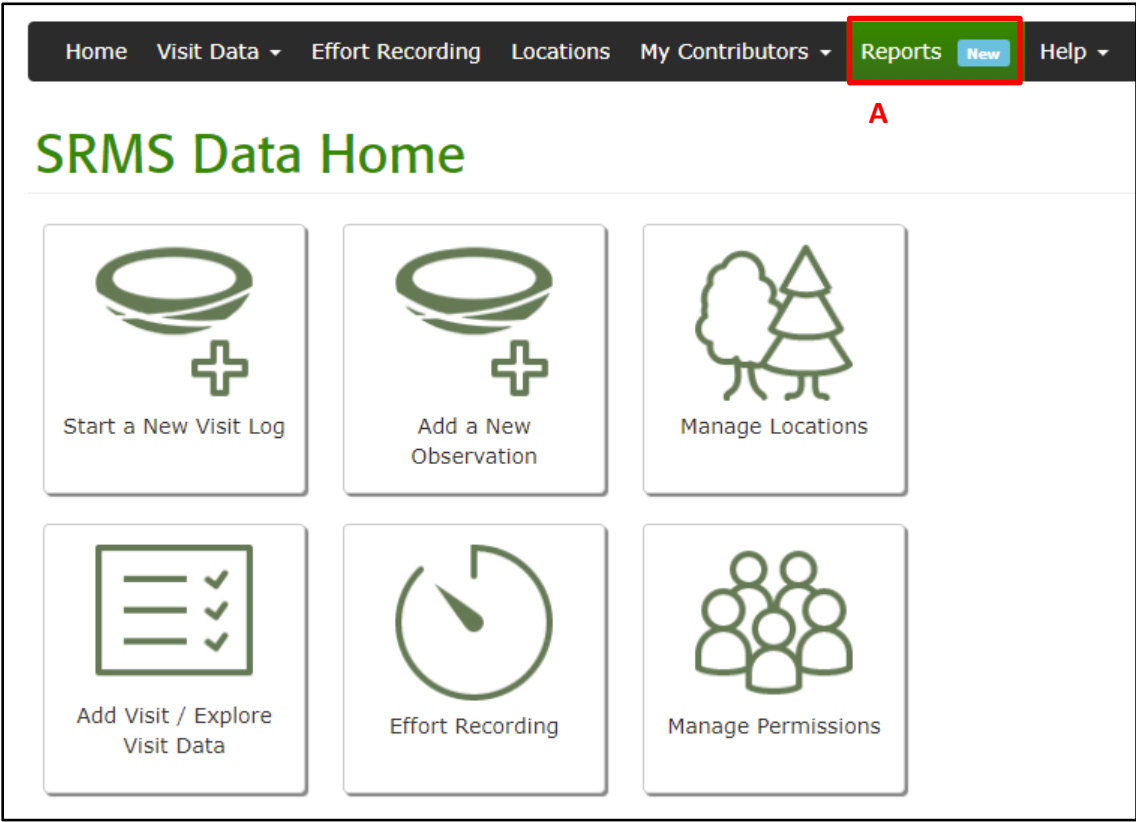 Home Visit Data Effort Recording Locations My Contributors Reports New Help
A
SRMS Data Home
Start a New Visit Log
Add a New
Observation
Manage Locations
Add Visit / Explore
Visit Data
Effort Recording
Manage Permissions